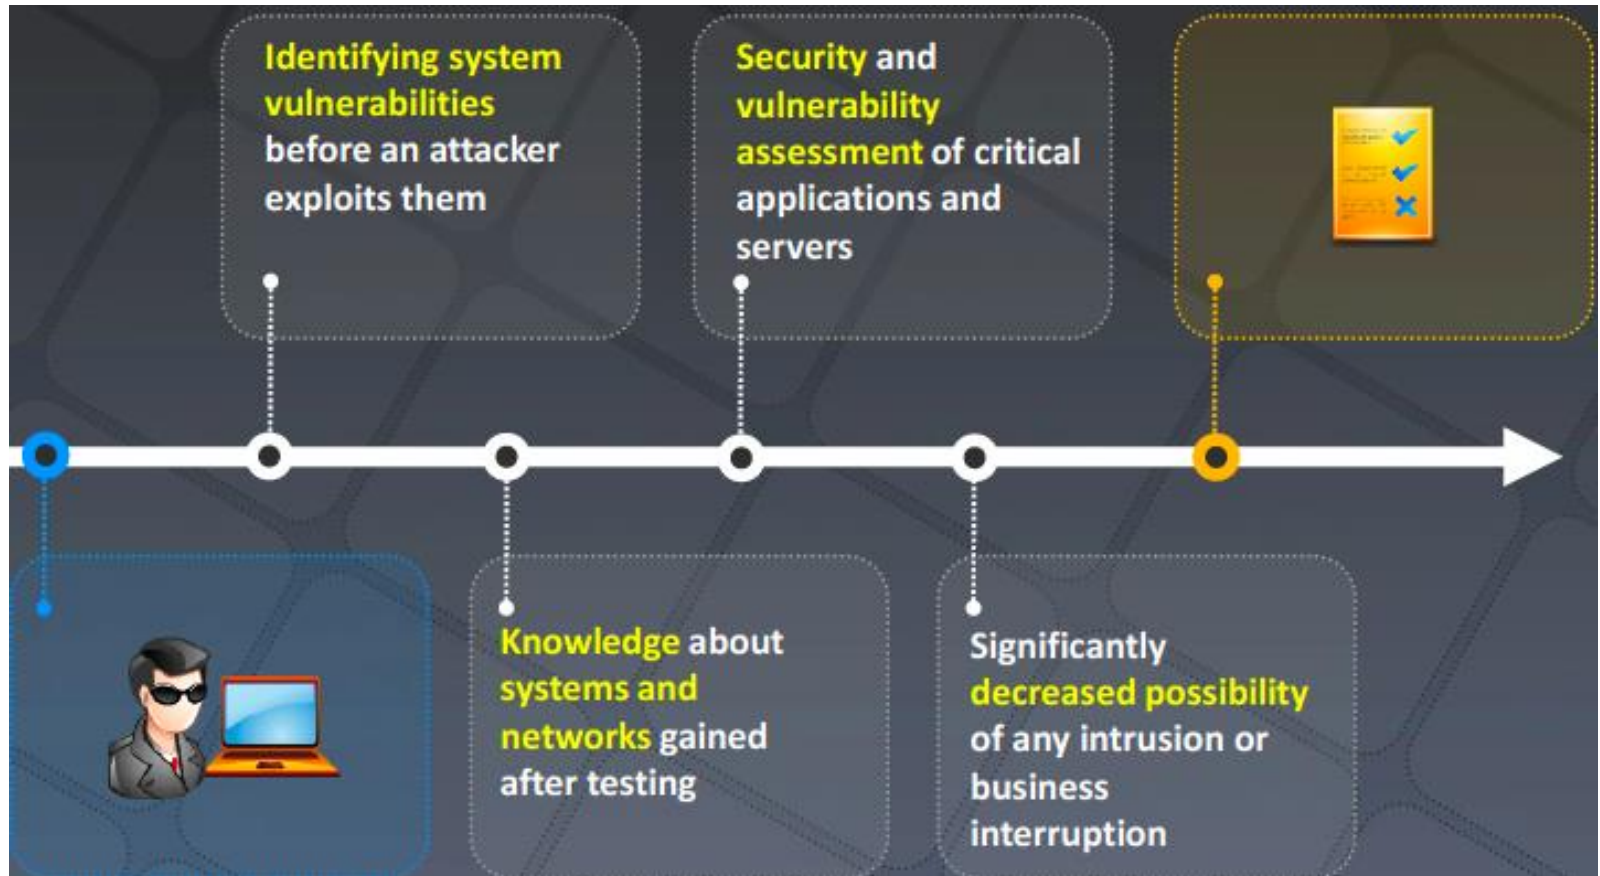 Identifying system
vulnerabilities
before an attacker
exploits them
Security and
vulnerability
assessment of critical
applications and
servers
Knowledge about
systems and
networks gained
after testing
Significantly
decreased possibility
of any intrusion or
business
interruption